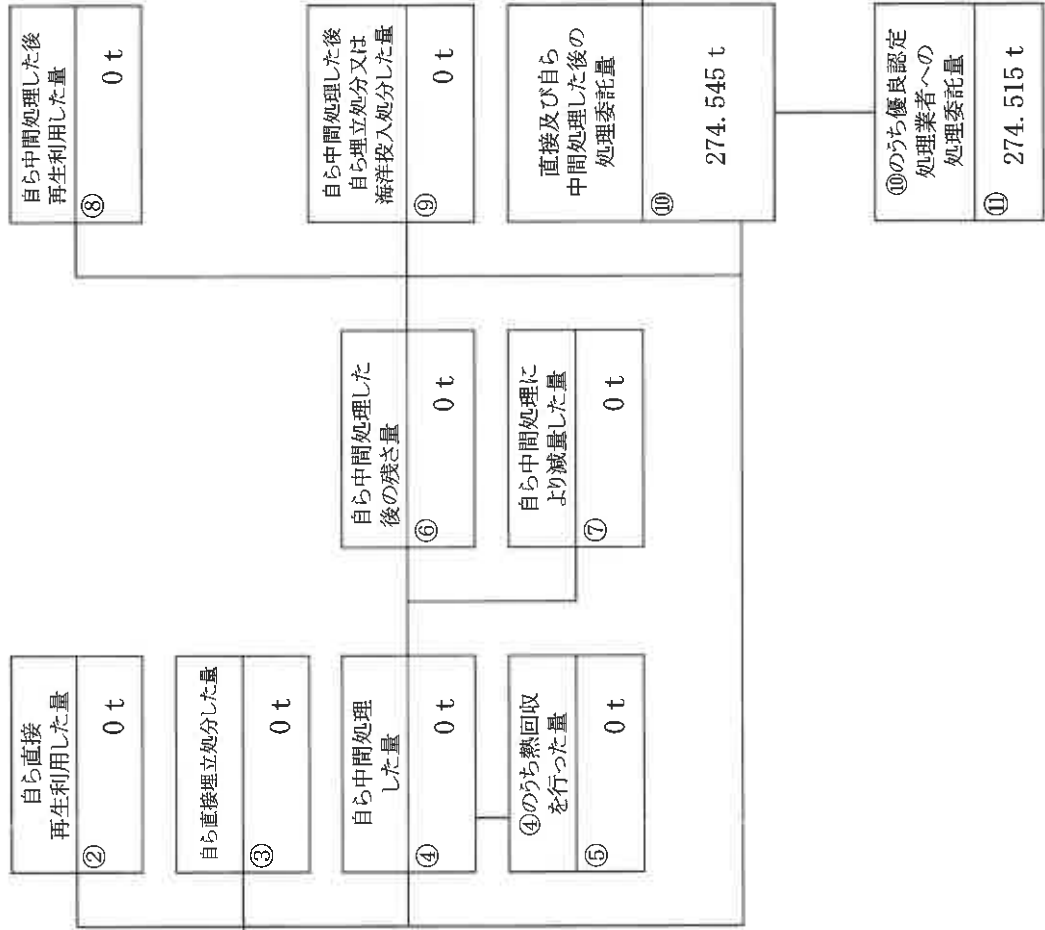 自ら直接
再生利用した量
②
0 t
自ら直接埋立処分した量
③
0 t
自ら中間処理
した量
④
0 t
④のうち熱回収
を行った量
⑤
0 t
自ら中間処理した
後の残さ量
⑥
0 t
自ら中間処理に
より減量した量
⑦
0 t
自ら中間処理した後
再生利用した量
⑧
0 t
自ら中間処理した後
自ら埋立処分又は
海洋投入処分した量
⑨
0 t
直接及び自ら
中間処理した後の
処理委託量
⑩
274.545 t
⑩のうち優良認定
処理業者への
処理委託量
⑪
274.515 t